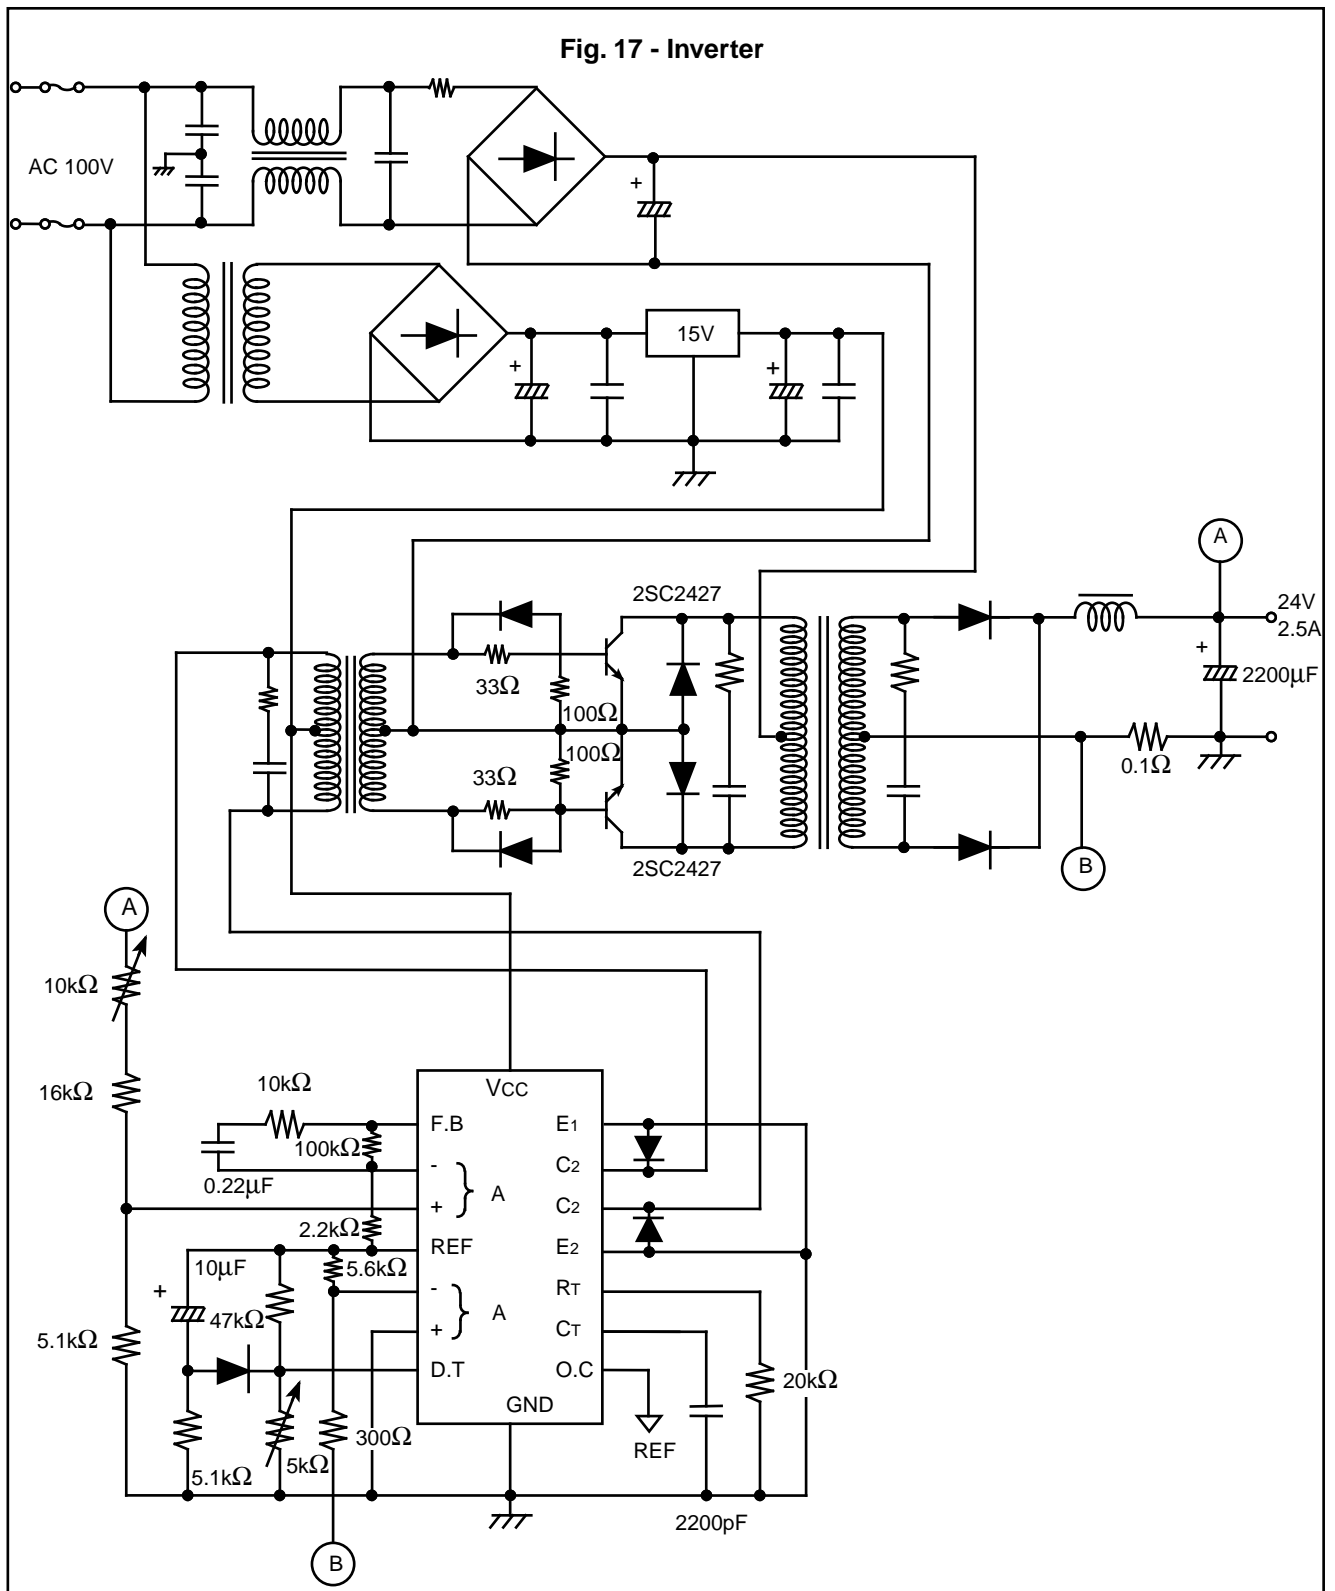 Fig. 17 - Inverter
AC 100V
+
15V
+
+
A
2SC2427
24V
2.5A
+
2200µF
33Ω
100Ω
100Ω
33Ω
0.1Ω
2SC2427
B
A
10kΩ
16kΩ
10kΩ
VCC
F.B
E1
100kΩ
-
C2
0.22µF
A
+
C2
2.2kΩ
REF
E2
10µF
5.6kΩ
+
-
RT
47kΩ
A
5.1kΩ
+
CT
D.T
O.C
20kΩ
GND
300Ω
REF
5.1kΩ
5kΩ
2200pF
B